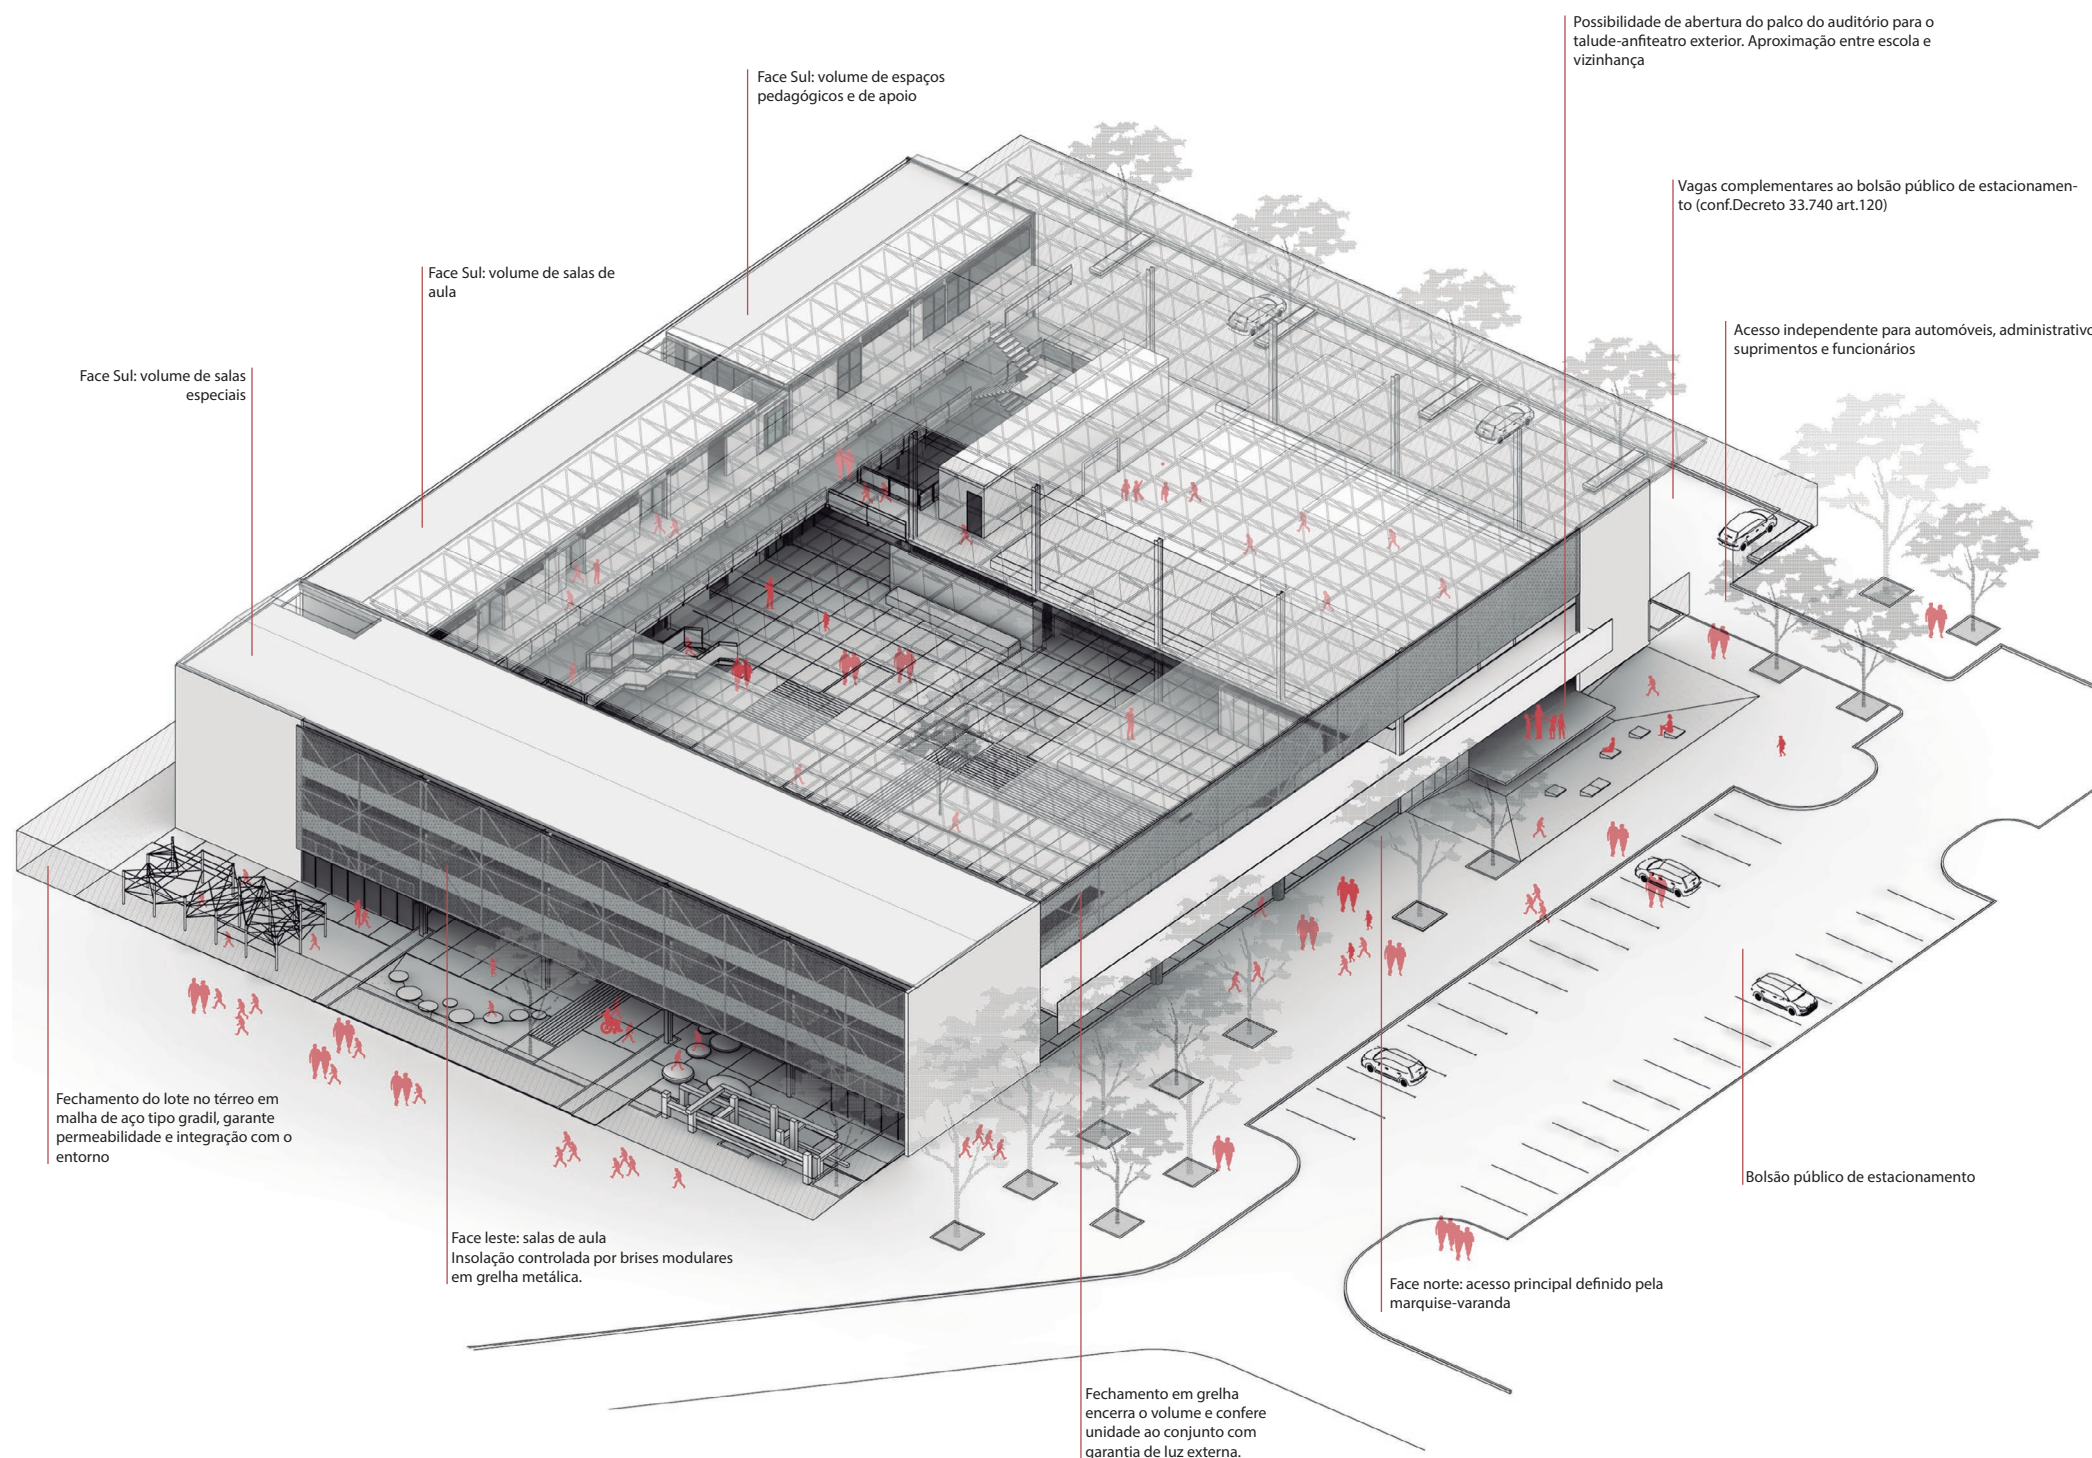 Possibilidade de abertura do palco do auditório para o
talude-anfiteatro exterior. Aproximação entre escola e
vizinhança
Face Sul: volume de espaços
pedagógicos e de apoio
Vagas complementares ao bolsão público de estacionamen-
to (conf.Decreto 33.740 art.120)
Face Sul: volume de salas de
aula
Acesso independente para automóveis, administrativo
suprimentos e funcionários
Face Sul: volume de salas
especiais
Fechamento do lote no térreo em
malha de aço tipo gradil, garante
permeabilidade e integração com o
entorno
Bolsão público de estacionamento
Face leste: salas de aula
Insolação controlada por brises modulares
em grelha metálica.
Face norte: acesso principal definido pela
marquise-varanda
Fechamento em grelha
encerra o volume e confere
unidade ao conjunto com
garantia de luz externa.